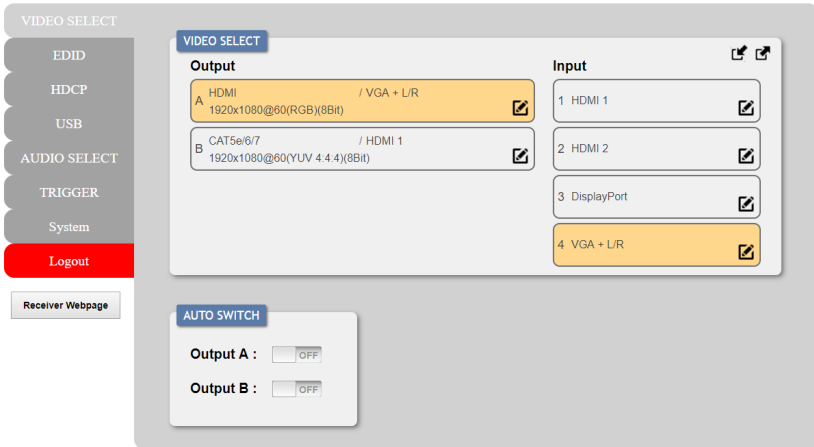 VIDEO SELECT
EDID
HDCP
USB
AUDIO SELECT
TRIGGER
System
Logout
Receiver Webpage
VIDEO SELECT
Output
A HDMI / VGA + L/R
1920x1080@60(RGB)(8Bit)
B CAT5e/6/7 / HDMI 1
1920x1080@60(YUV 4:4:4)(8Bit)
Input
1 HDMI 1
2 HDMI 2
3 DisplayPort
4 VGA + L/R
AUTO SWITCH
Output A : OFF
Output B : OFF